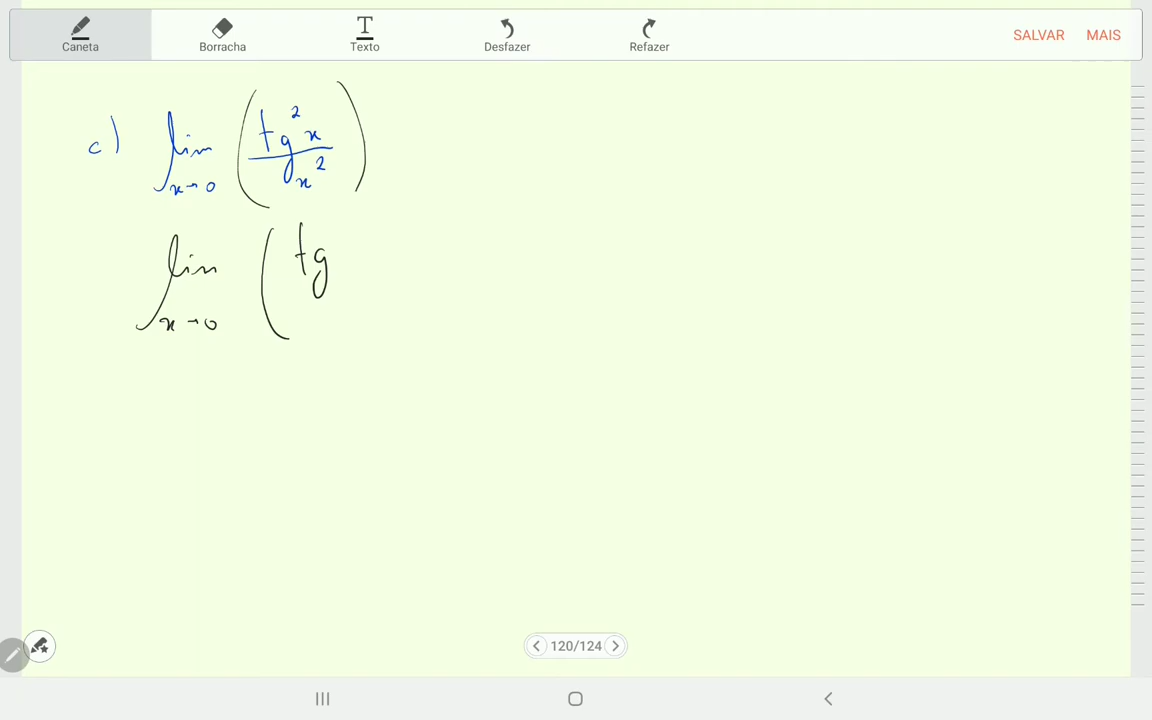 Caneta Borracha Texto Desfazer Refazer SALVAR MAIS
c) lim x→0 (tg² x / x²)
lim x→0 ( tg
120/124